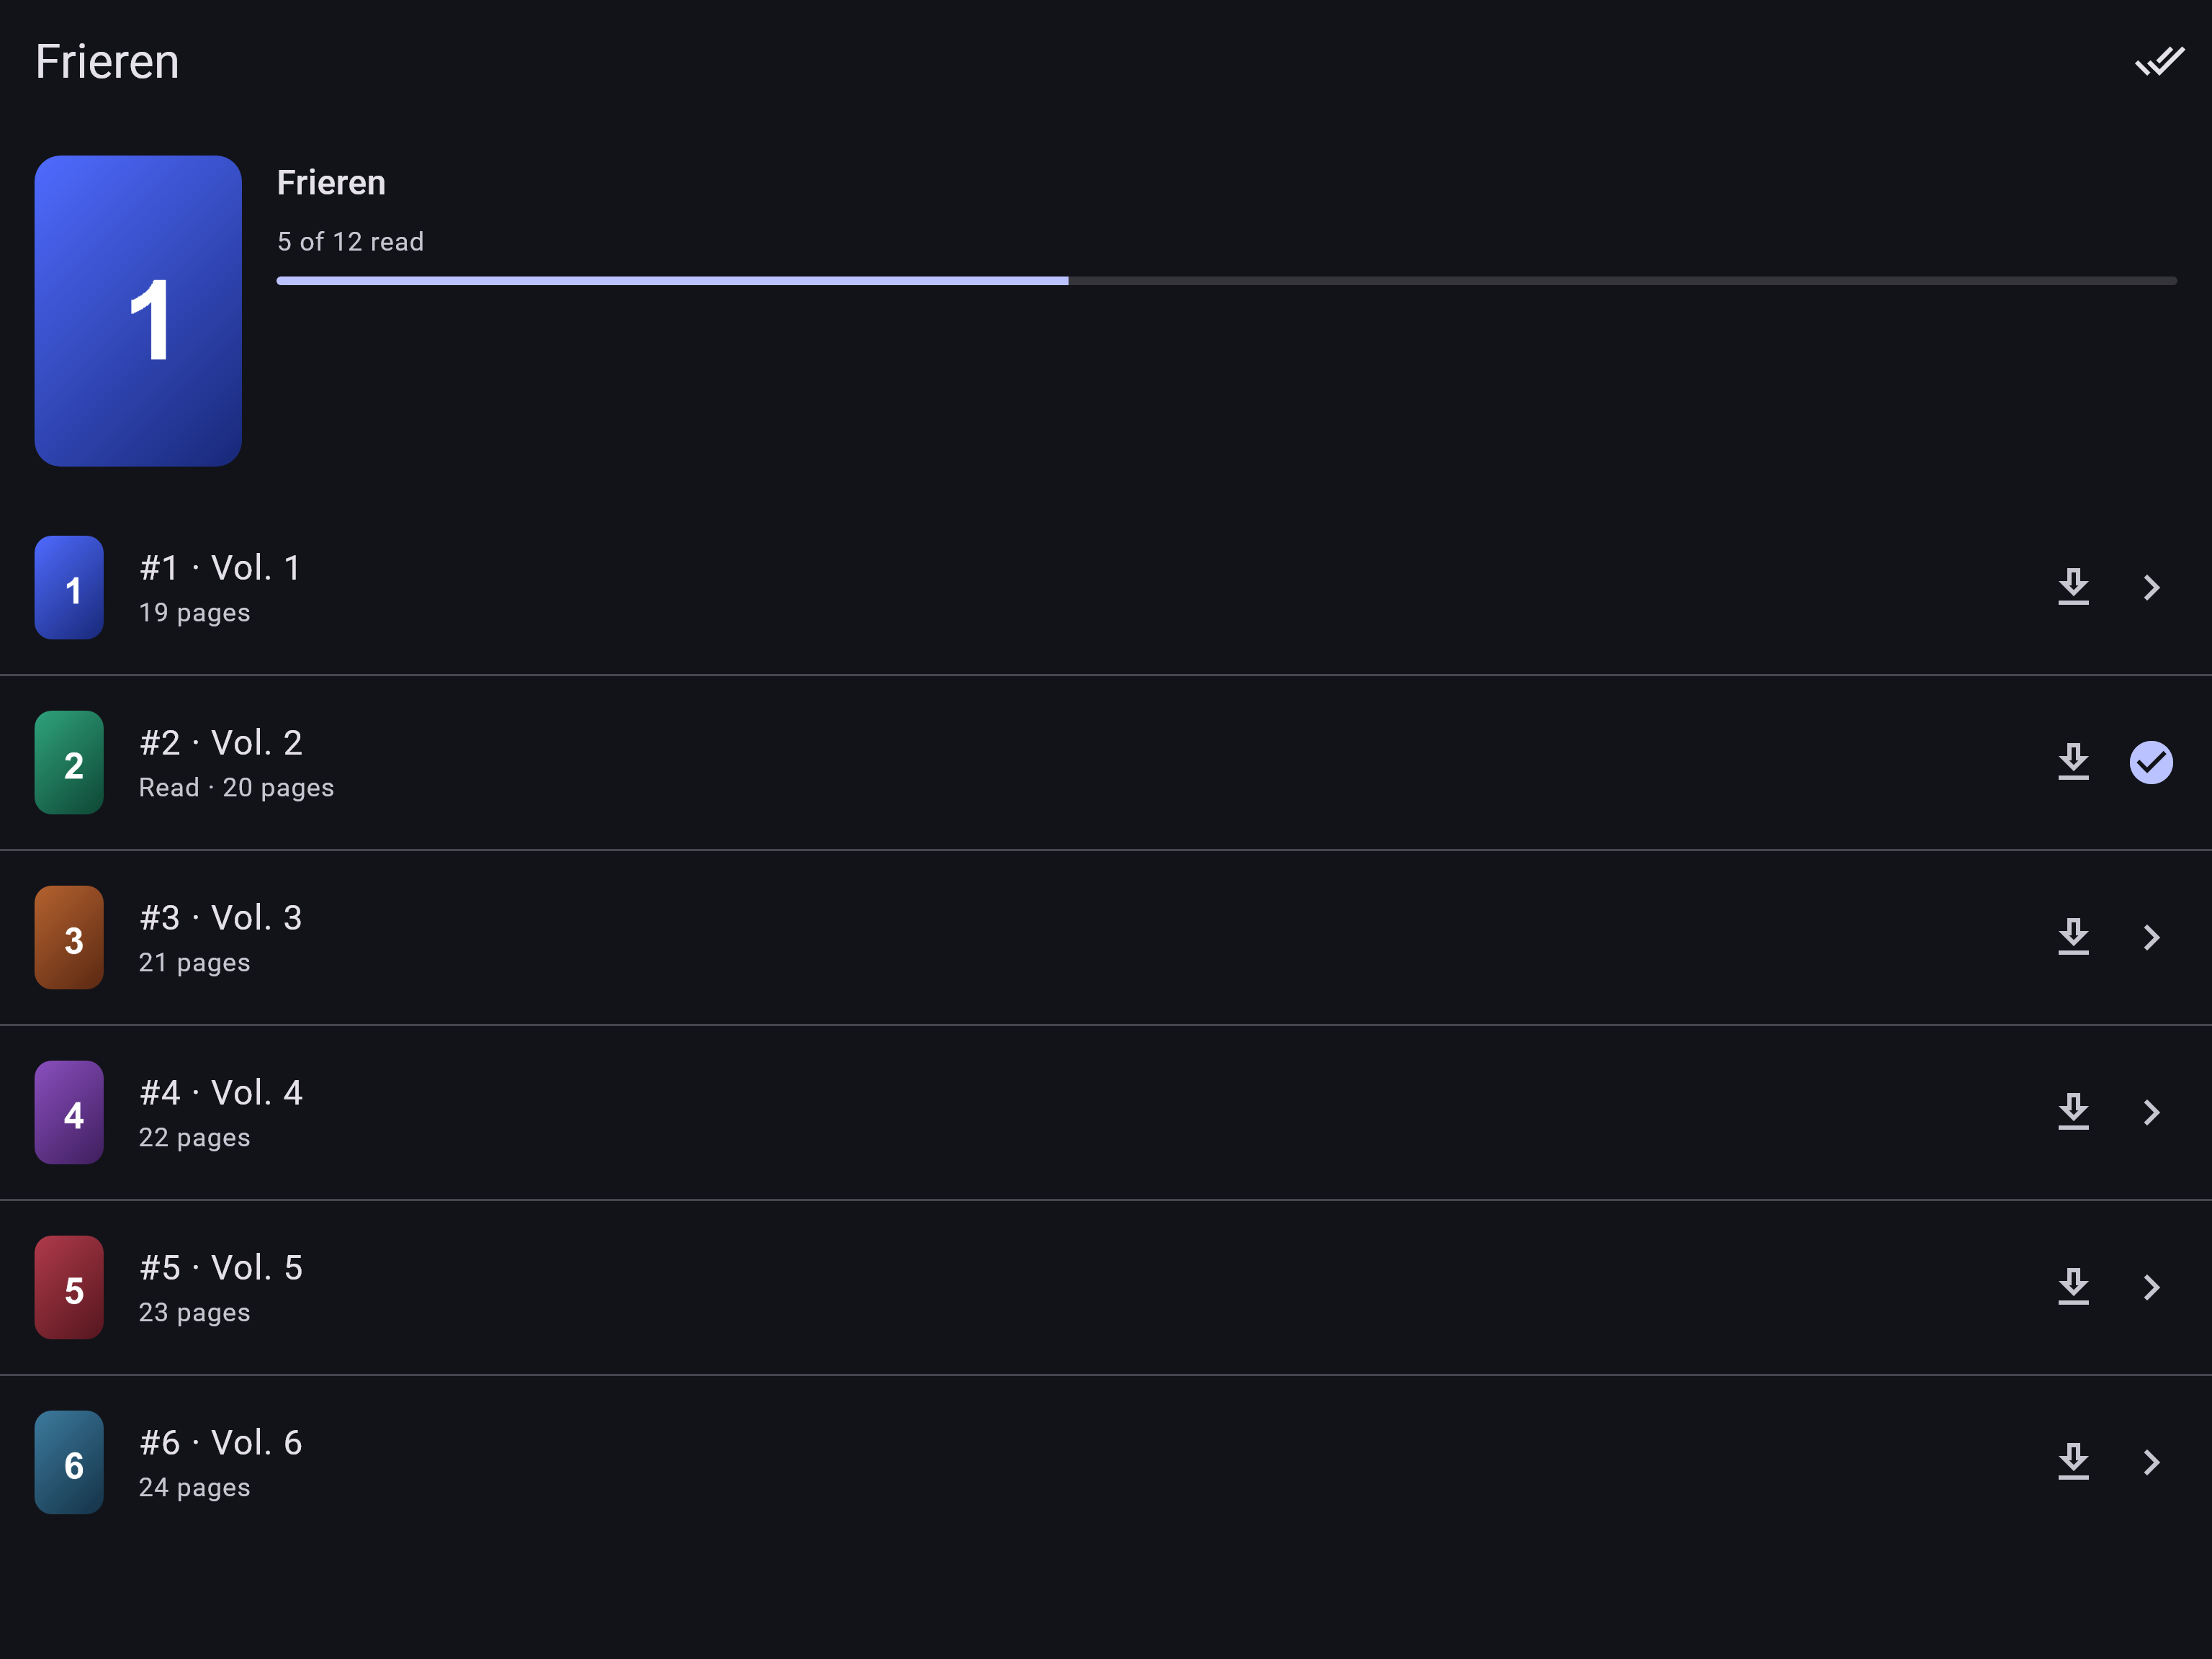 Frieren
1
Frieren
5 of 12 read
1
#1 · Vol. 1
19 pages
2
#2 · Vol. 2
Read · 20 pages
3
#3 · Vol. 3
21 pages
4
#4 · Vol. 4
22 pages
5
#5 · Vol. 5
23 pages
6
#6 · Vol. 6
24 pages